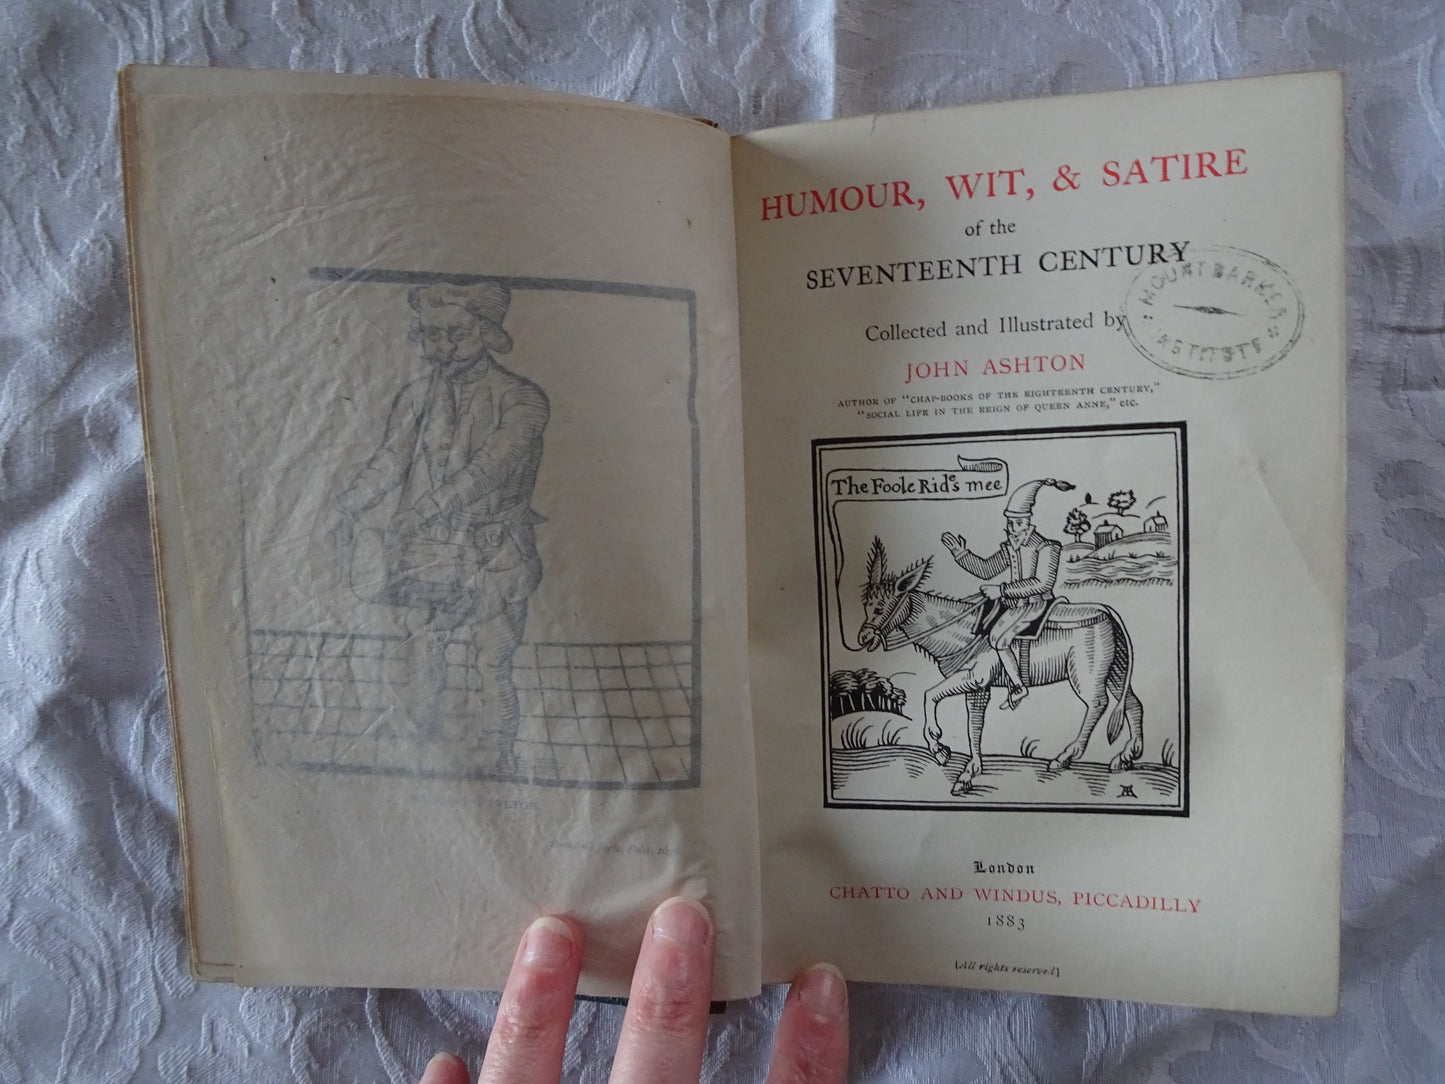 HUMOUR, WIT, & SATIRE
of the
SEVENTEENTH CENTURY
Collected and Illustrated by
JOHN ASHTON
AUTHOR OF "CHAP-BOOKS OF THE EIGHTEENTH CENTURY,"
"SOCIAL LIFE IN THE REIGN OF QUEEN ANNE," etc.
MOUNT BARKER
INSTITUTE
The Foole Rides mee
London
CHATTO AND WINDUS, PICCADILLY
1883
[All rights reserved]